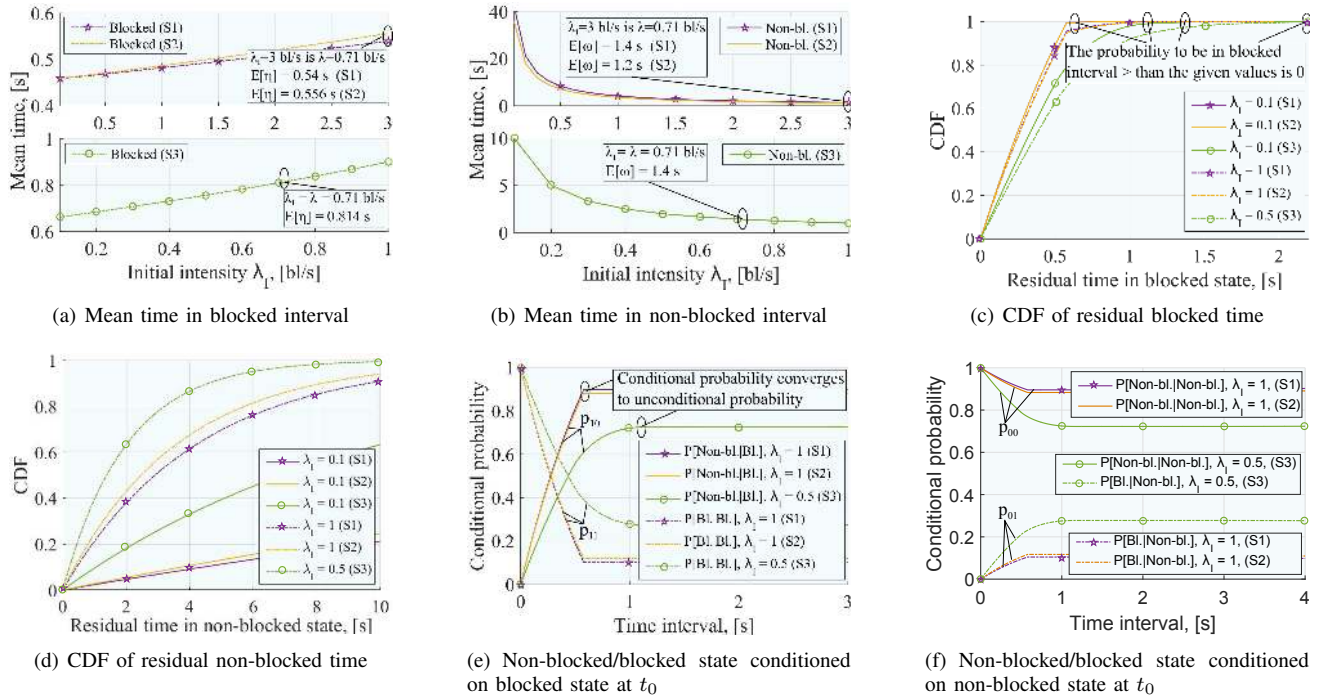 Blocked (S1)
Blocked (S2)
λI=3 bl/s is λ=0.71 bl/s
E[η] = 0.54 s (S1)
E[η] = 0.556 s (S2)
0.6
0.5
0.4
0.5 1 1.5 2 2.5 3
Mean time, [s]
Blocked (S3)
λI = λ = 0.71 bl/s
E[η] = 0.814 s
1
0.8
0.6
0.2 0.4 0.6 0.8 1
Initial intensity λI, [bl/s]
(a) Mean time in blocked interval
λI=3 bl/s is λ=0.71 bl/s
E[ω] = 1.4 s (S1)
E[ω] = 1.2 s (S2)
Non-bl. (S1)
Non-bl. (S2)
40
20
0
0.5 1 1.5 2 2.5 3
Mean time, [s]
λI = λ = 0.71 bl/s
E[ω] = 1.4 s
Non-bl. (S3)
10
5
0
0.2 0.4 0.6 0.8 1
Initial intensity λI, [bl/s]
(b) Mean time in non-blocked interval
The probability to be in blocked
interval > than the given values is 0
λI = 0.1 (S1)
λI = 0.1 (S2)
λI = 0.1 (S3)
λI = 1 (S1)
λI = 1 (S2)
λI = 0.5 (S3)
1
0.8
0.6
0.4
0.2
0
CDF
0 0.5 1 1.5 2
Residual time in blocked state, [s]
(c) CDF of residual blocked time
1
0.8
0.6
0.4
0.2
0
CDF
λI = 0.1 (S1)
λI = 0.1 (S2)
λI = 0.1 (S3)
λI = 1 (S1)
λI = 1 (S2)
λI = 0.5 (S3)
0 2 4 6 8 10
Residual time in non-blocked state, [s]
(d) CDF of residual non-blocked time
1
0.8
0.6
0.4
0.2
0
Conditional probability
Conditional probability converges
to unconditional probability
p10
p11
P[Non-bl.|Bl.], λI = 1 (S1)
P[Non-bl.|Bl.], λI = 1 (S2)
P[Non-bl.|Bl.], λI = 0.5 (S3)
P[Bl.|Bl.], λI = 1 (S1)
P[Bl.|Bl.], λI = 1 (S2)
P[Bl.|Bl.], λI = 0.5 (S3)
0 1 2 3
Time interval, [s]
(e) Non-blocked/blocked state conditioned
on blocked state at t0
1
0.8
0.6
0.4
0.2
0
Conditional probability
P[Non-bl.|Non-bl.], λI = 1, (S1)
P[Non-bl.|Non-bl.], λI = 1, (S2)
p00
P[Non-bl.|Non-bl.], λI = 0.5, (S3)
P[Bl.|Non-bl.], λI = 0.5, (S3)
p01
P[Bl.|Non-bl.], λI = 1, (S1)
P[Bl.|Non-bl.], λI = 1, (S2)
0 1 2 3 4
Time interval, [s]
(f) Non-blocked/blocked state conditioned
on non-blocked state at t0